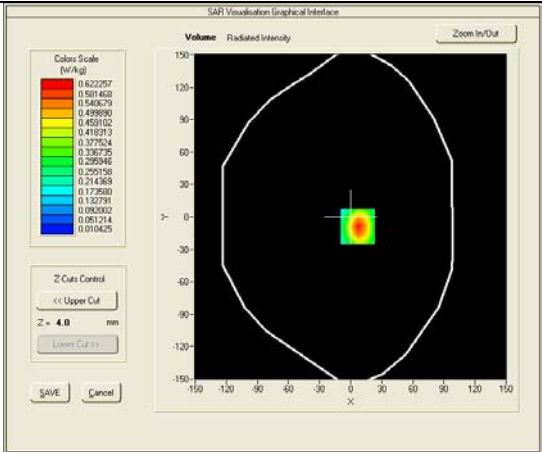 SAR Visualisation Graphical Interface
Volume Radiated Intensity
Zoom In/Out
Colors Scale
(W/kg)
0.622257
0.581468
0.540679
0.499890
0.459102
0.418313
0.377524
0.336735
0.295946
0.255158
0.214369
0.173580
0.132791
0.092002
0.051214
0.010425
Z-Cuts Control
<< Upper Cut
Z = 4.0 mm
Lower Cut >>
SAVE Cancel
150
120
90
60
30
0
-30
-60
-90
-120
-150
Y
-150 -120 -90 -60 -30 0 30 60 90 120 150
X